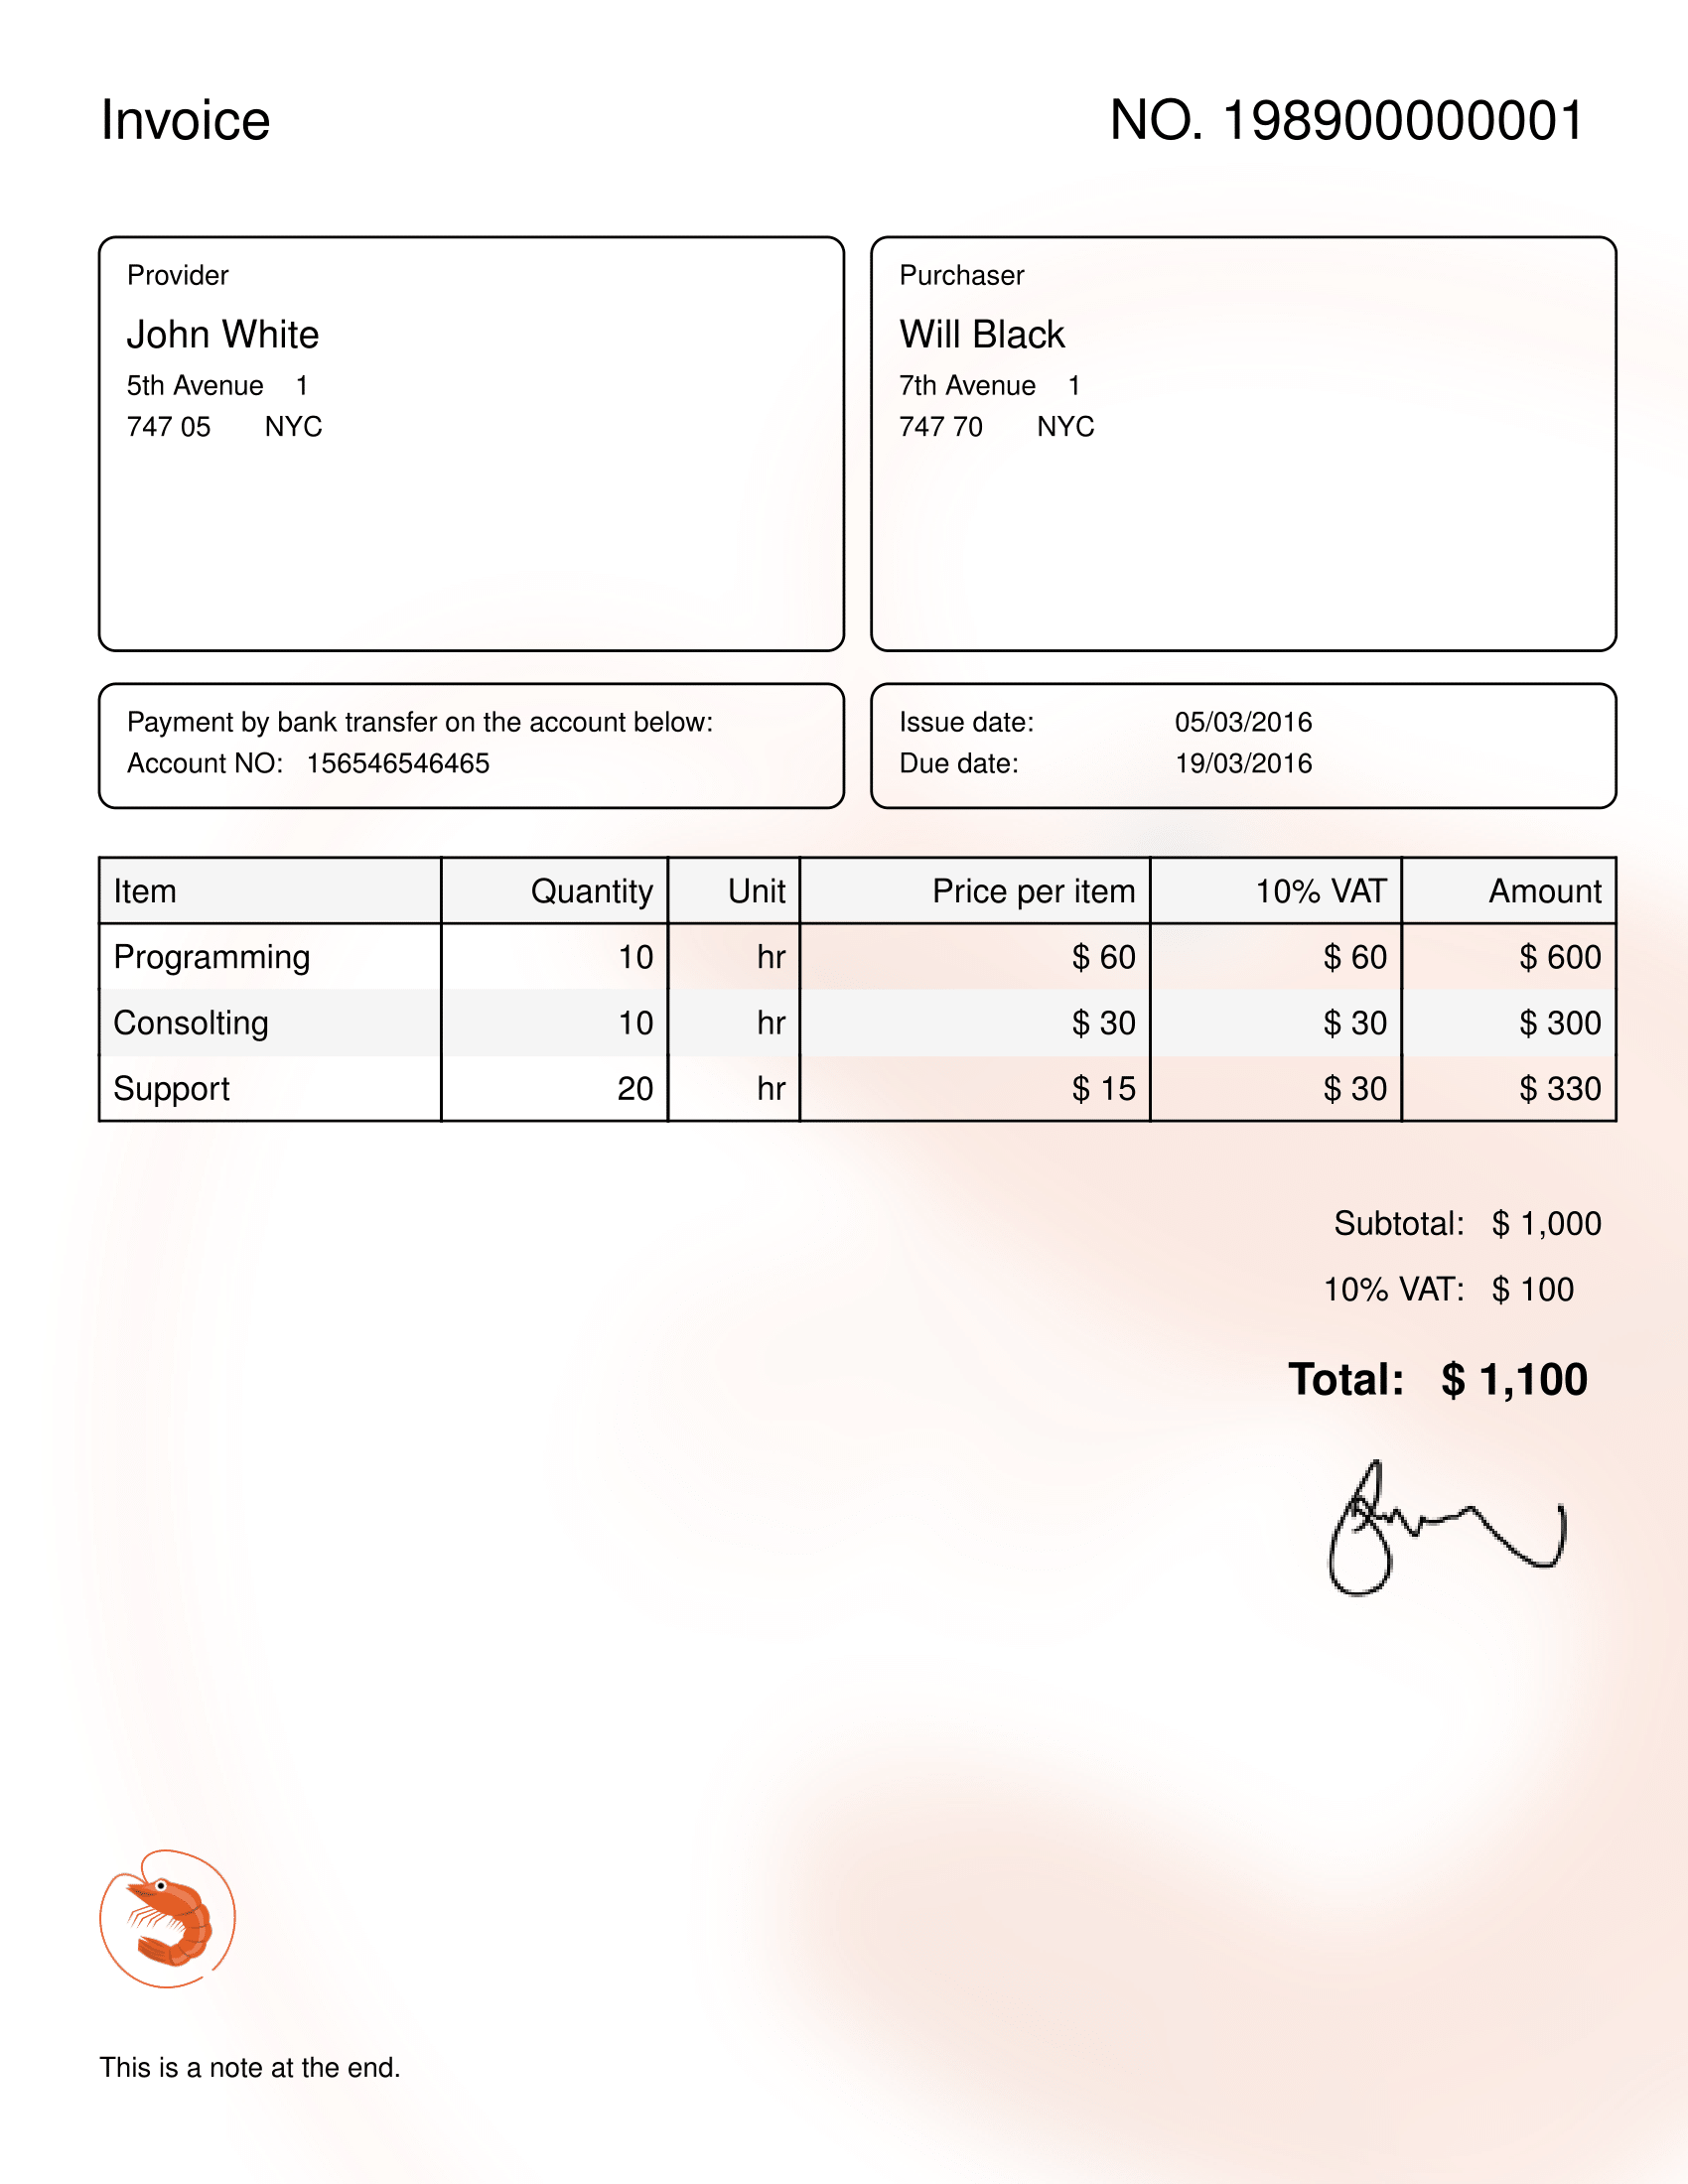 Invoice NO. 198900000001
Provider
John White
5th Avenue 1
747 05 NYC
Purchaser
Will Black
7th Avenue 1
747 70 NYC
Payment by bank transfer on the account below:
Account NO: 156546546465
Issue date: 05/03/2016
Due date: 19/03/2016
Item Quantity Unit Price per item 10% VAT Amount
Programming 10 hr $ 60 $ 60 $ 600
Consolting 10 hr $ 30 $ 30 $ 300
Support 20 hr $ 15 $ 30 $ 330
Subtotal: $ 1,000
10% VAT: $ 100
Total: $ 1,100
This is a note at the end.